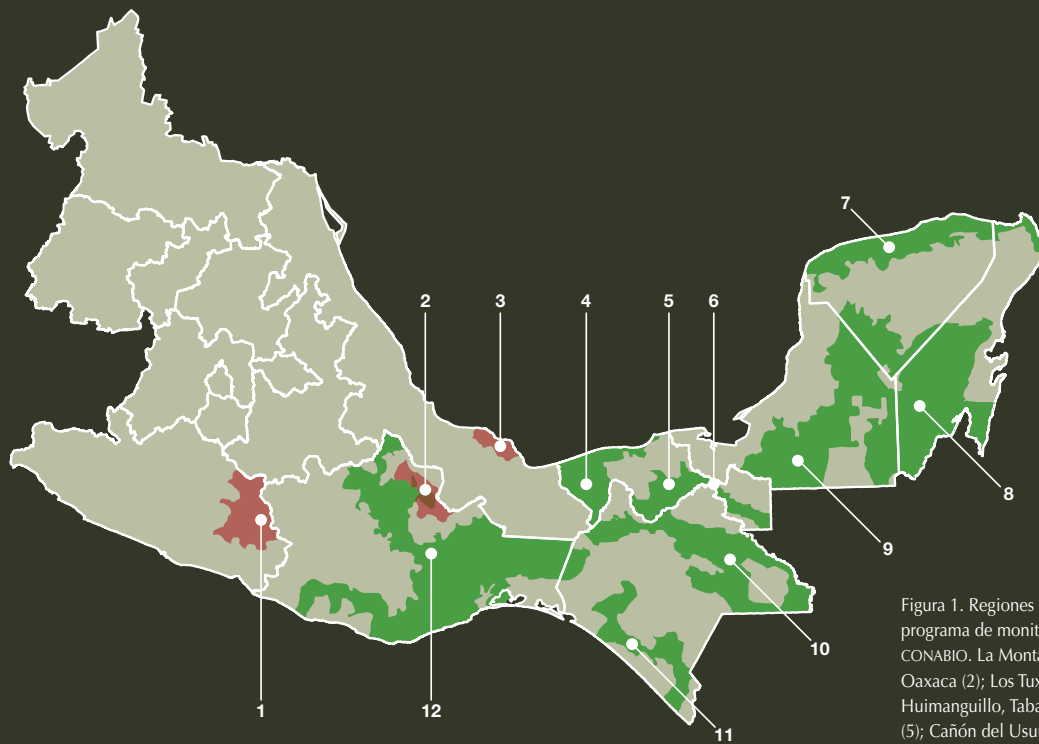 7
2
3
4
5
6
8
9
10
1
12
11
Figura 1. Regiones
programa de monit
CONABIO. La Monta
Oaxaca (2); Los Tux
Huimanguillo, Taba
(5); Cañón del Usu